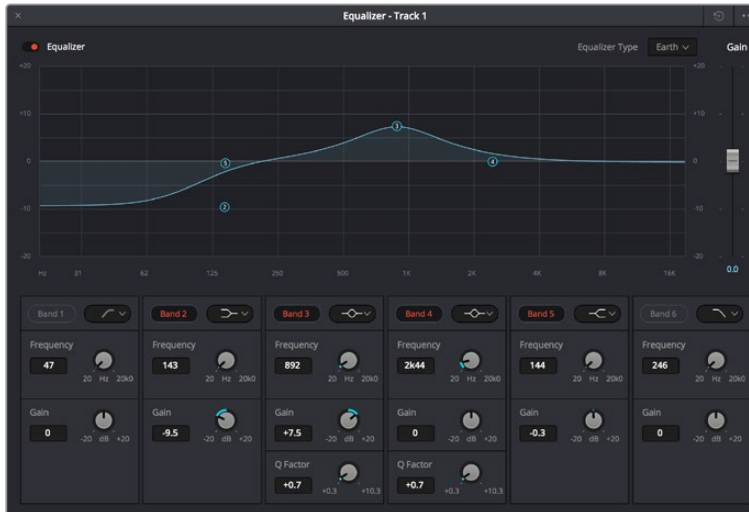 Equalizer - Track 1
Equalizer
Equalizer Type
Earth
Gain
+20
+20
+10
+10
0
0
-10
-10
-20
-20
5
3
4
2
Hz 31 62 125 250 500 1K 2K 4K 8K 16K
0.0
Band 1
Band 2
Band 3
Band 4
Band 5
Band 6
Frequency
Frequency
Frequency
Frequency
Frequency
Frequency
47
143
892
2k44
144
246
20 Hz 20k0
20 Hz 20k0
20 Hz 20k0
20 Hz 20k0
20 Hz 20k0
20 Hz 20k0
Gain
Gain
Gain
Gain
Gain
Gain
0
-9.5
+7.5
0
-0.3
0
-20 dB +20
-20 dB +20
-20 dB +20
-20 dB +20
-20 dB +20
-20 dB +20
Q Factor
Q Factor
+0.7
+0.7
+0.3 +10.3
+0.3 +10.3